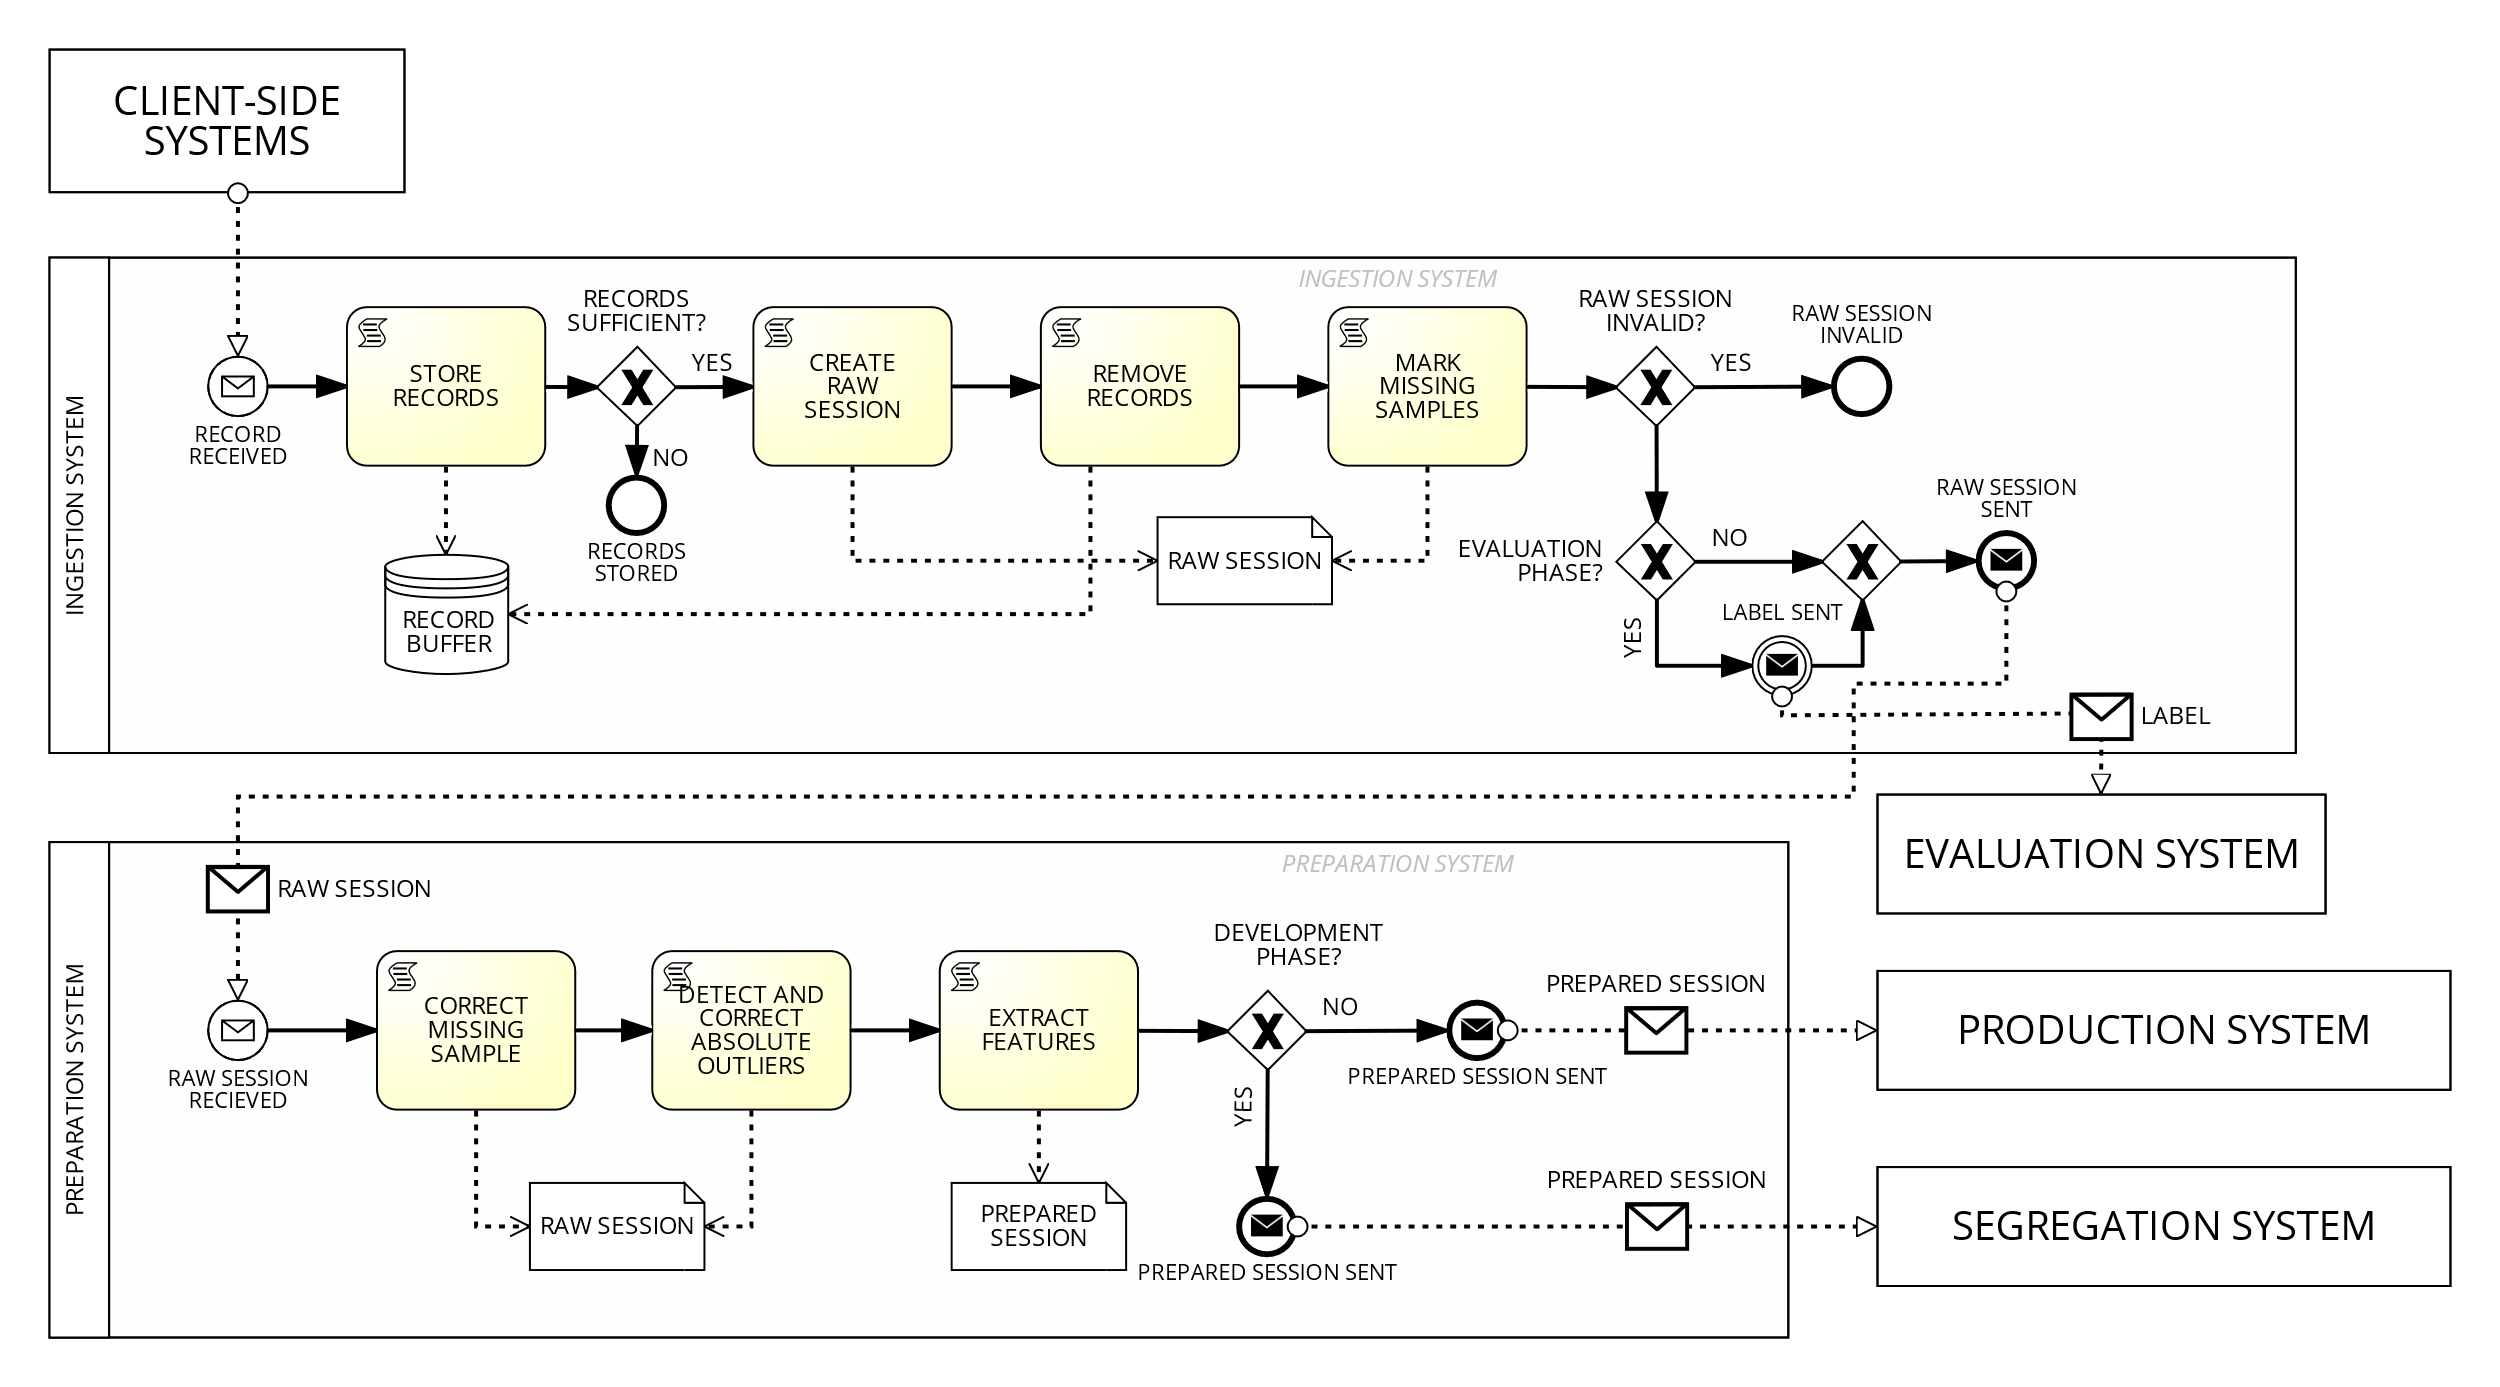 CLIENT-SIDE
SYSTEMS
INGESTION SYSTEM
INGESTION SYSTEM
RECORD
RECEIVED
STORE
RECORDS
RECORDS
SUFFICIENT?
YES
NO
RECORDS
STORED
RECORD
BUFFER
CREATE
RAW
SESSION
REMOVE
RECORDS
MARK
MISSING
SAMPLES
RAW SESSION
RAW SESSION
INVALID?
YES
RAW SESSION
INVALID
EVALUATION
PHASE?
NO
YES
LABEL SENT
RAW SESSION
SENT
LABEL
EVALUATION SYSTEM
PREPARATION SYSTEM
PREPARATION SYSTEM
RAW SESSION
RAW SESSION
RECIEVED
CORRECT
MISSING
SAMPLE
DETECT AND
CORRECT
ABSOLUTE
OUTLIERS
RAW SESSION
EXTRACT
FEATURES
PREPARED
SESSION
DEVELOPMENT
PHASE?
NO
YES
PREPARED SESSION SENT
PREPARED SESSION
PRODUCTION SYSTEM
PREPARED SESSION SENT
PREPARED SESSION
SEGREGATION SYSTEM